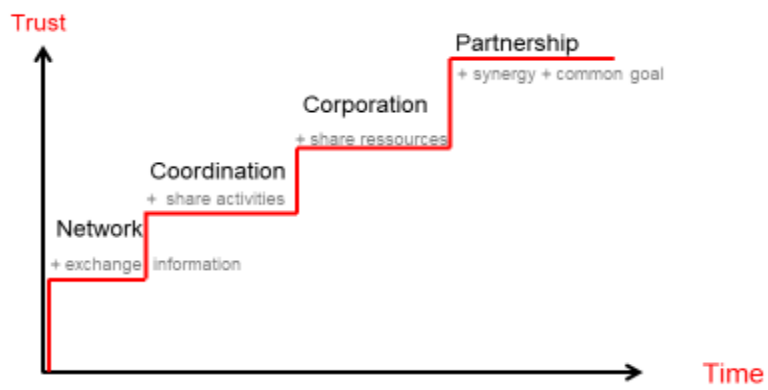 Trust
Partnership
+ synergy + common goal
Corporation
+ share ressources
Coordination
+ share activities
Network
+ exchange information
Time